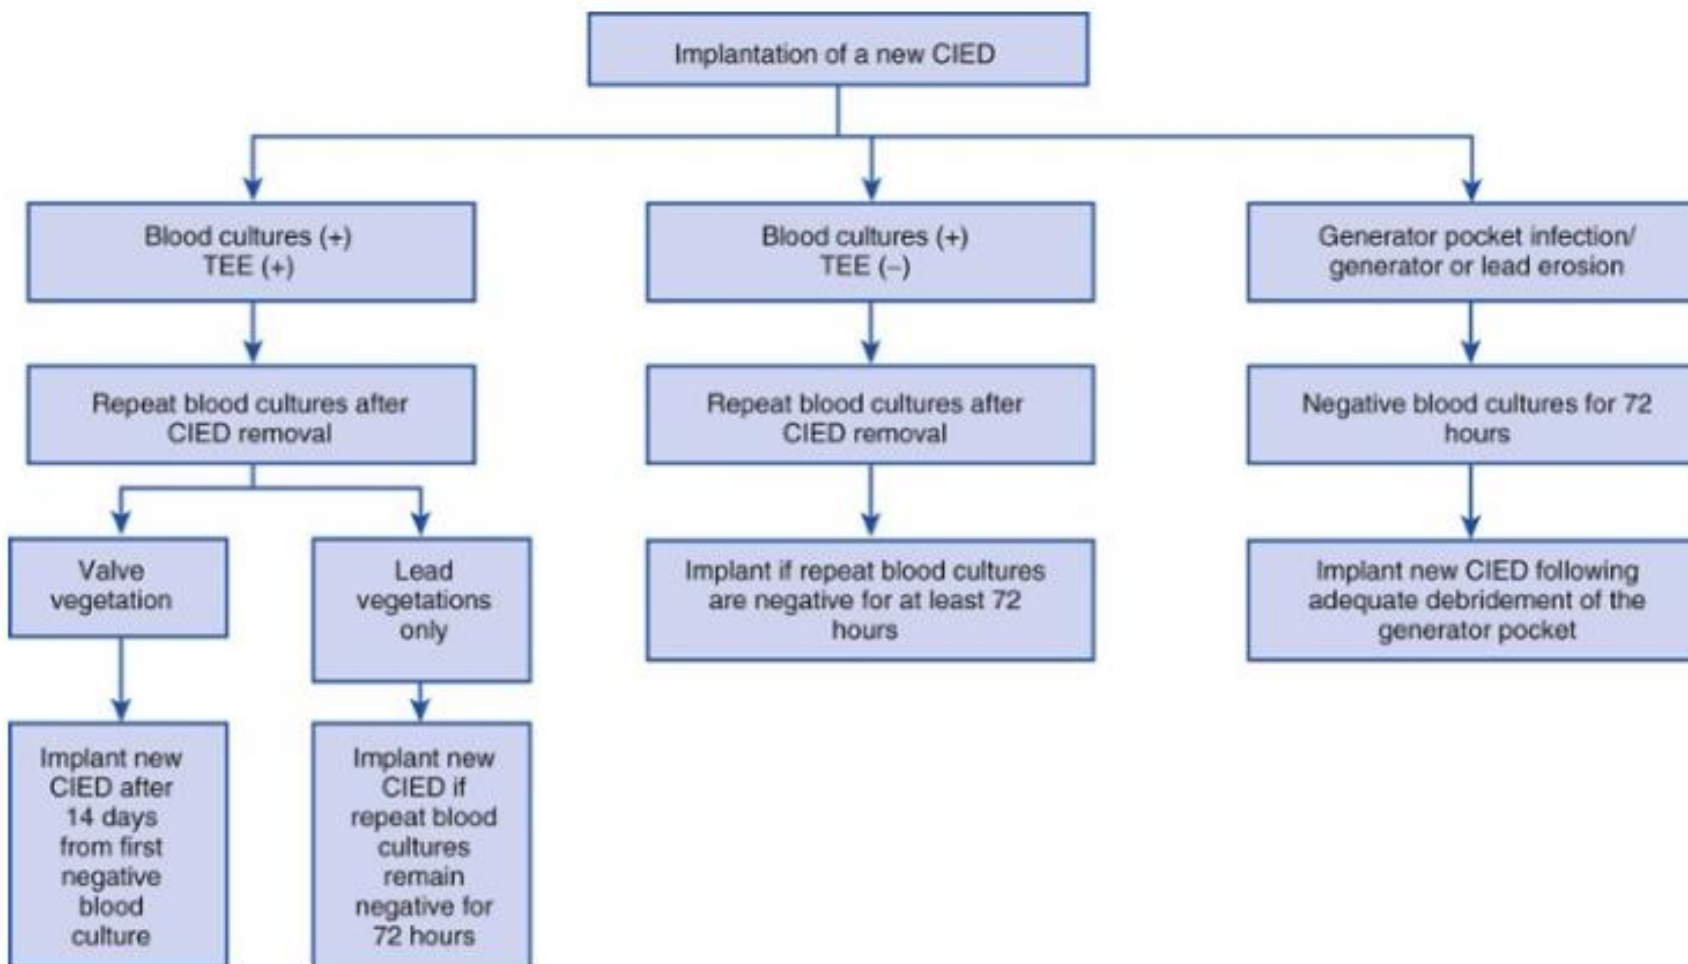 Implantation of a new CIED
Blood cultures (+)
TEE (+)
Blood cultures (+)
TEE (–)
Generator pocket infection/
generator or lead erosion
Repeat blood cultures after
CIED removal
Repeat blood cultures after
CIED removal
Negative blood cultures for 72
hours
Valve
vegetation
Lead
vegetations
only
Implant if repeat blood cultures
are negative for at least 72
hours
Implant new CIED following
adequate debridement of the
generator pocket
Implant new
CIED after
14 days
from first
negative
blood
culture
Implant new
CIED if
repeat blood
cultures
remain
negative for
72 hours